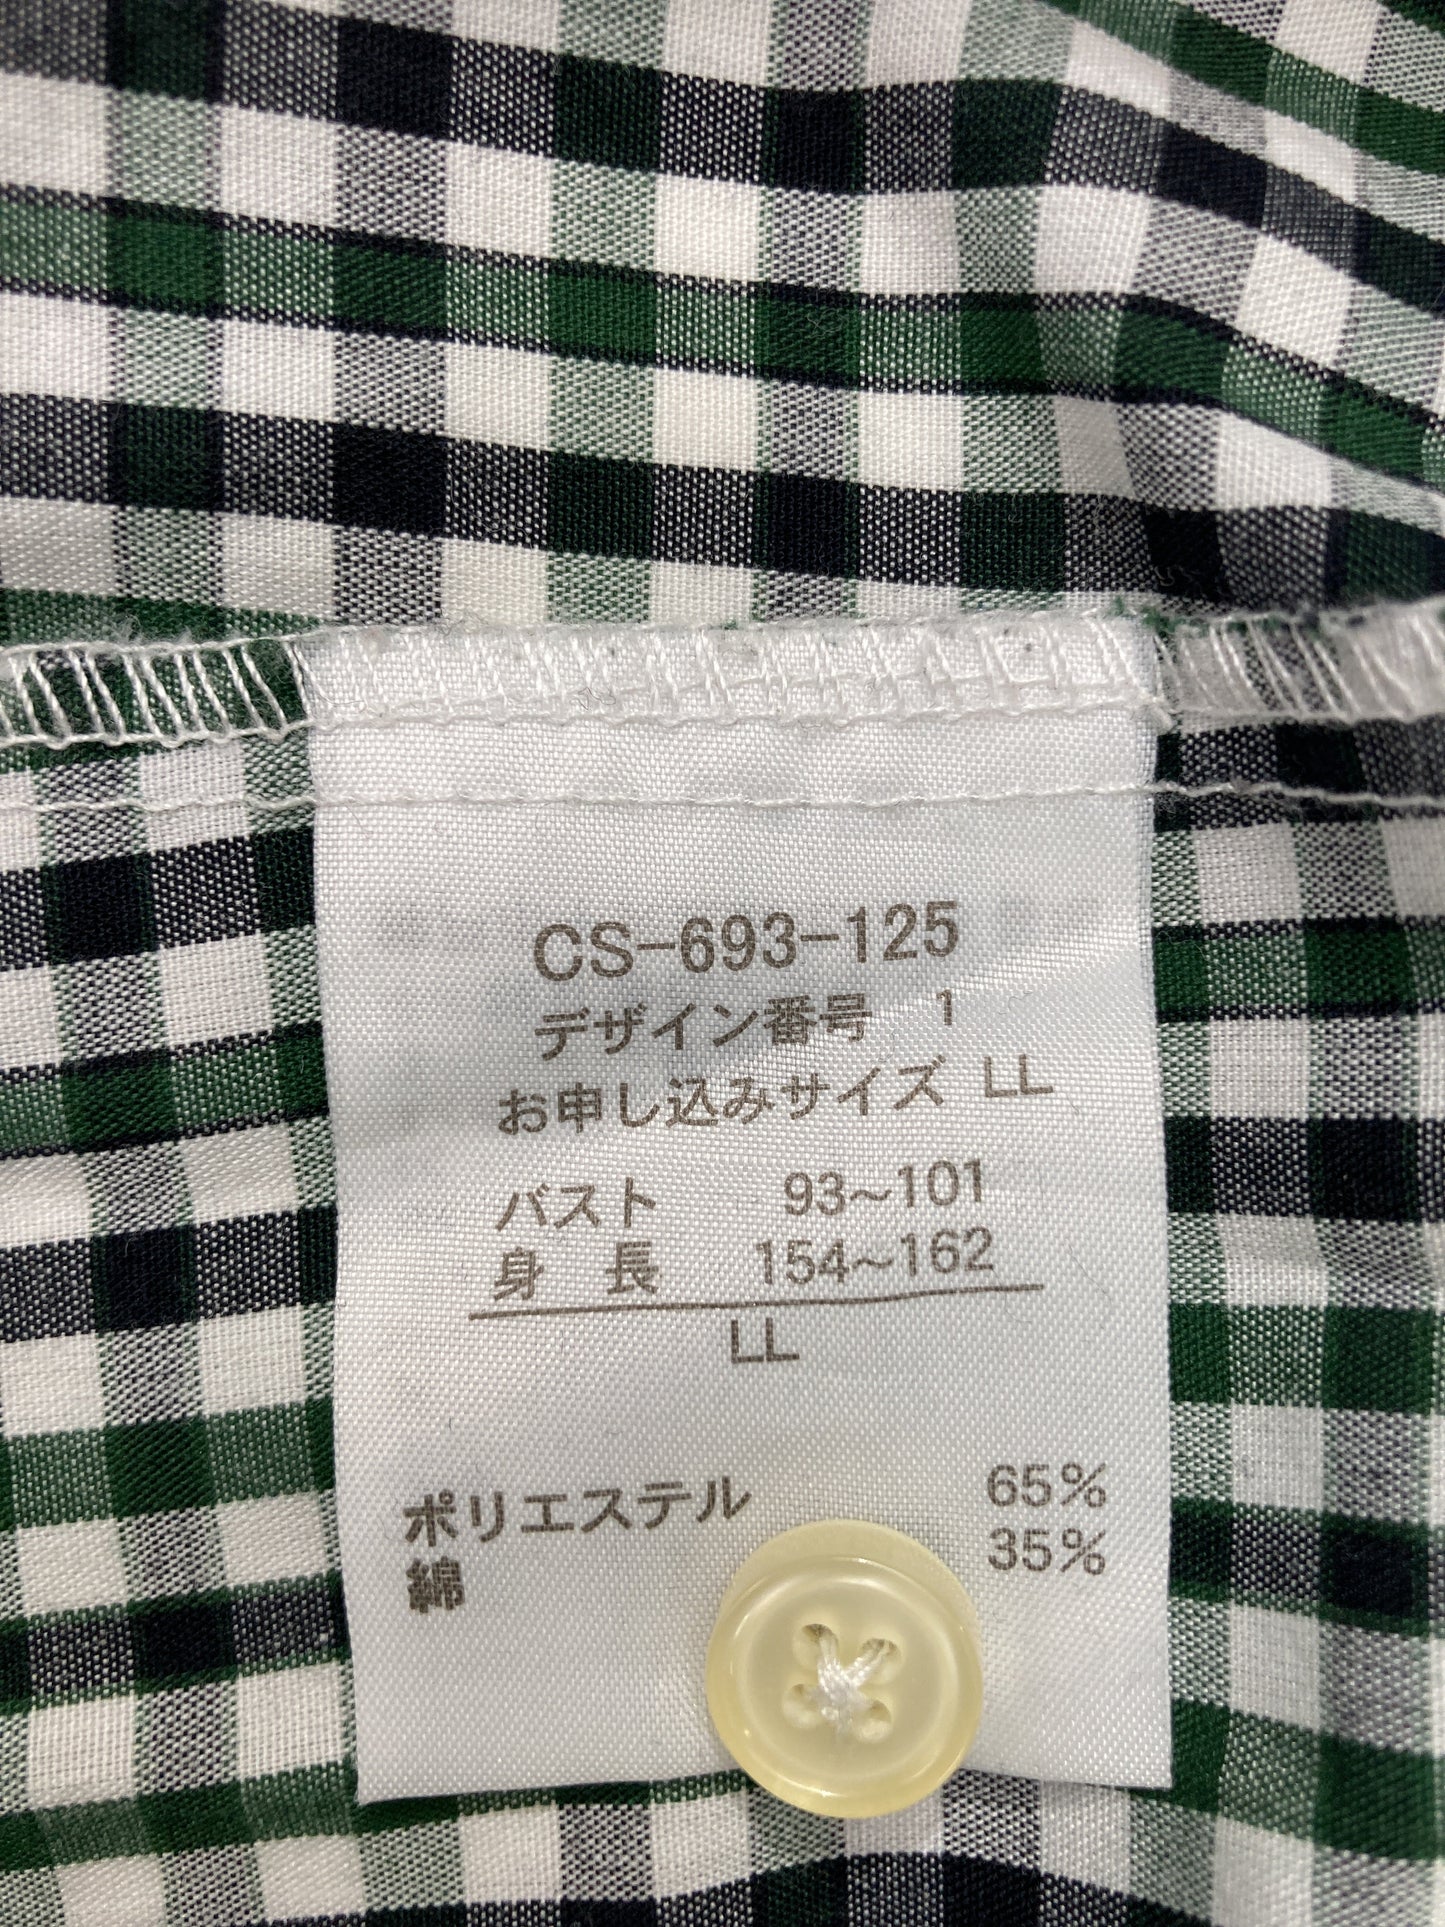 CS-693-125
デザイン番号 1
お申し込みサイズ LL
バスト 93~101
身 長 154~162
LL
ポリエステル 65%
綿 35%